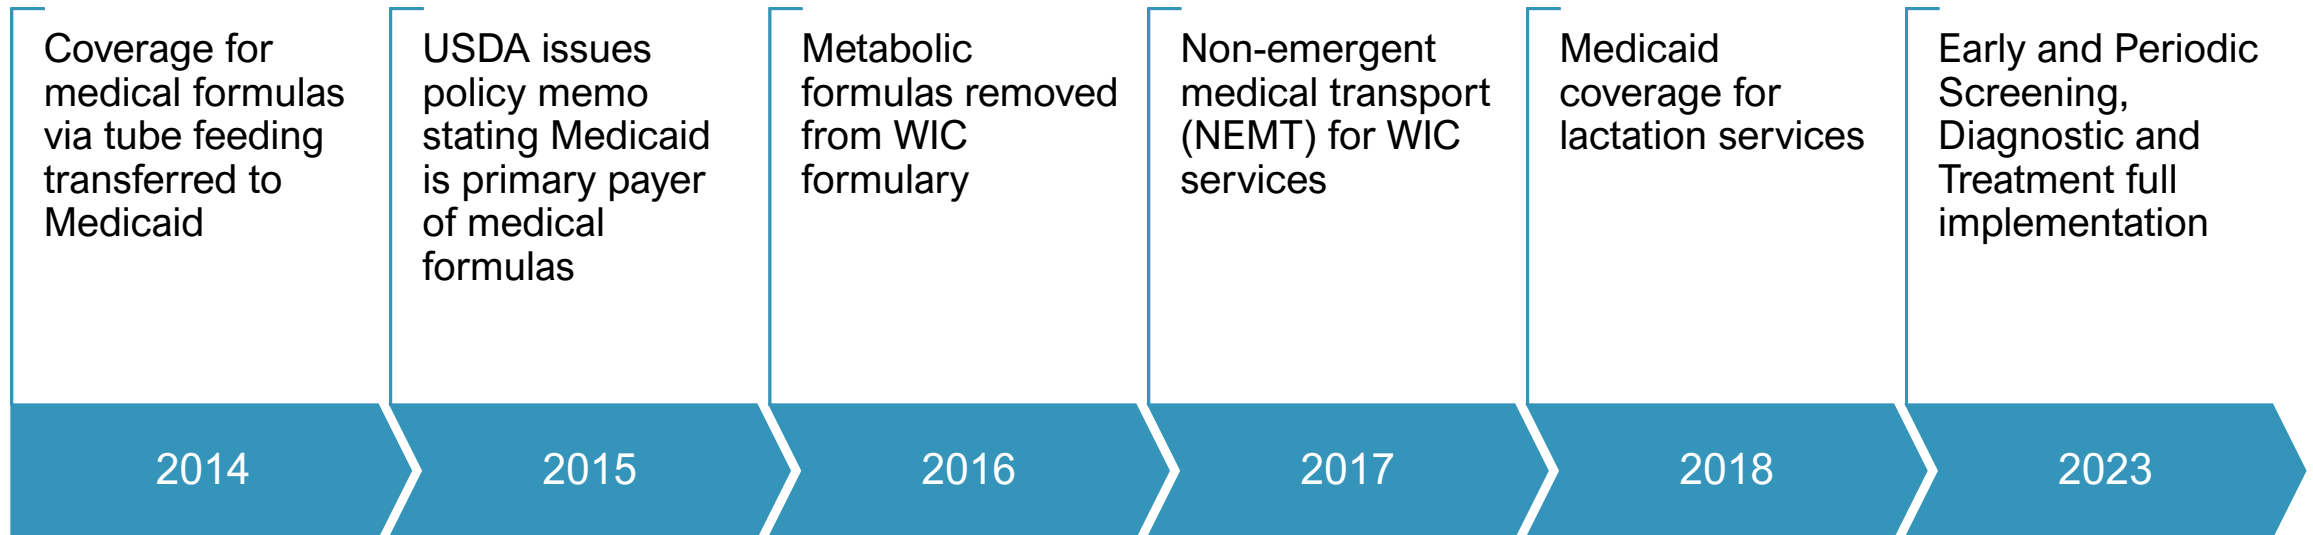 Coverage for
medical formulas
via tube feeding
transferred to
Medicaid
USDA issues
policy memo
stating Medicaid
is primary payer
of medical
formulas
Metabolic
formulas removed
from WIC
formulary
Non-emergent
medical transport
(NEMT) for WIC
services
Medicaid
coverage for
lactation services
Early and Periodic
Screening,
Diagnostic and
Treatment full
implementation
2014
2015
2016
2017
2018
2023